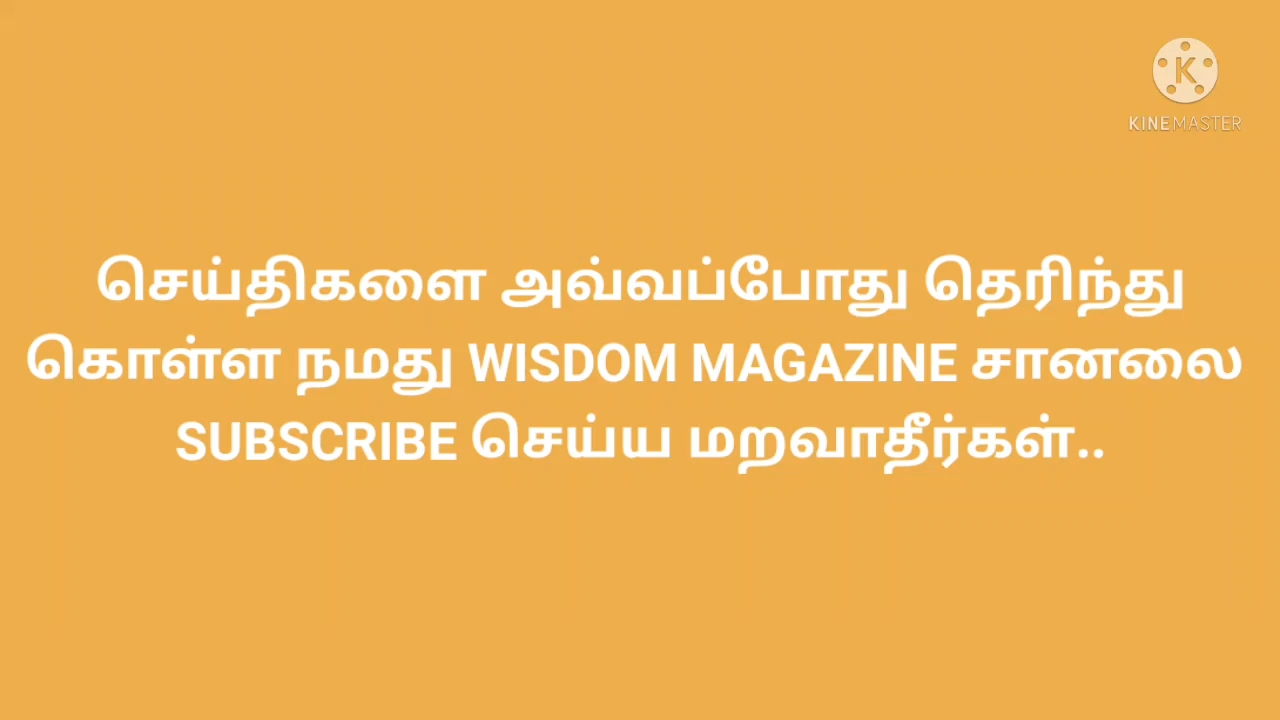 KINEMASTER
செய்திகளை அவ்வப்போது தெரிந்து
கொள்ள நமது WISDOM MAGAZINE சானலை
SUBSCRIBE செய்ய மறவாதீர்கள்..